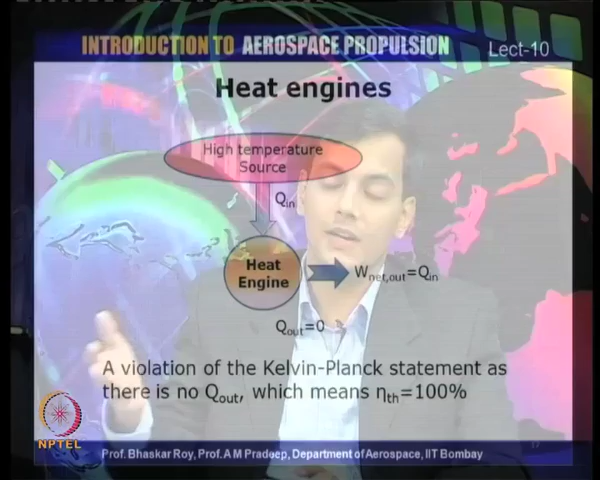 INTRODUCTION TO AEROSPACE PROPULSION
Lect-10
Heat engines
High temperature
Source
Qin
Heat
Engine
Wnet,out=Qin
Qout=0
A violation of the Kelvin-Planck statement as
there is no Qout, which means ηth=100%
NPTEL
Prof. Bhaskar Roy, Prof. A M Pradeep, Department of Aerospace, IIT Bombay